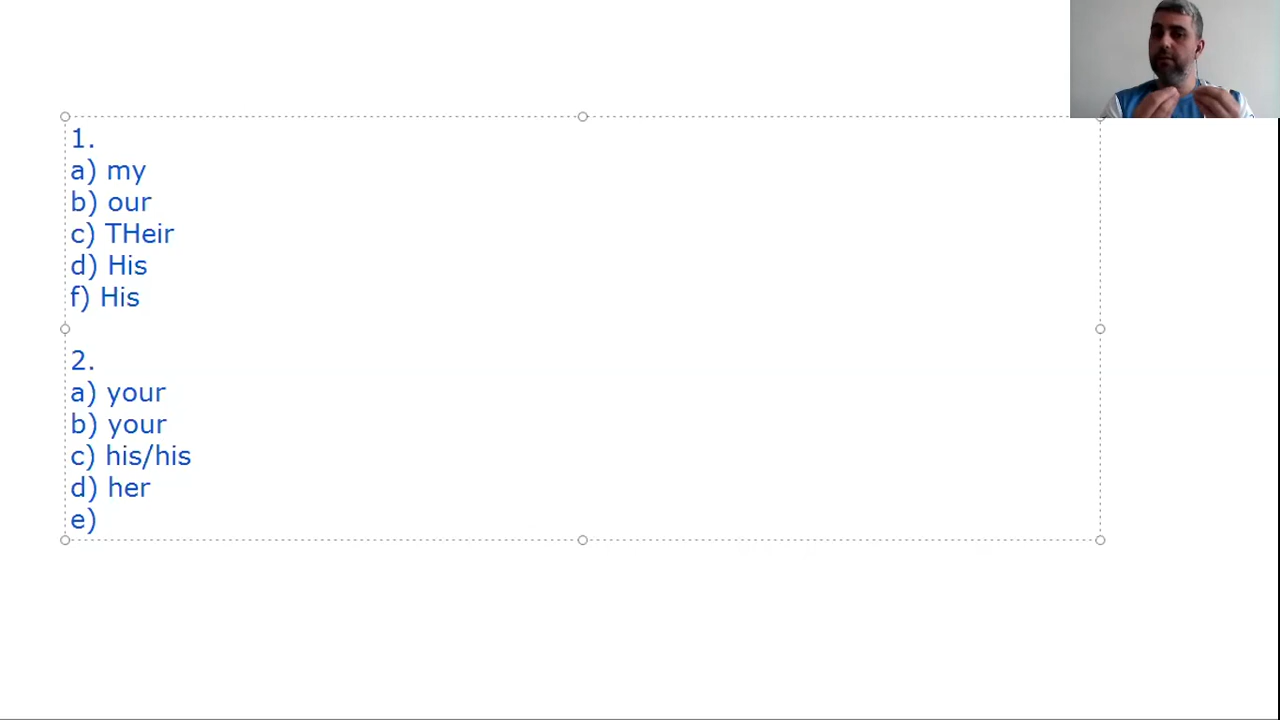 1.
a) my
b) our
c) THeir
d) His
f) His
2.
a) your
b) your
c) his/his
d) her
e)